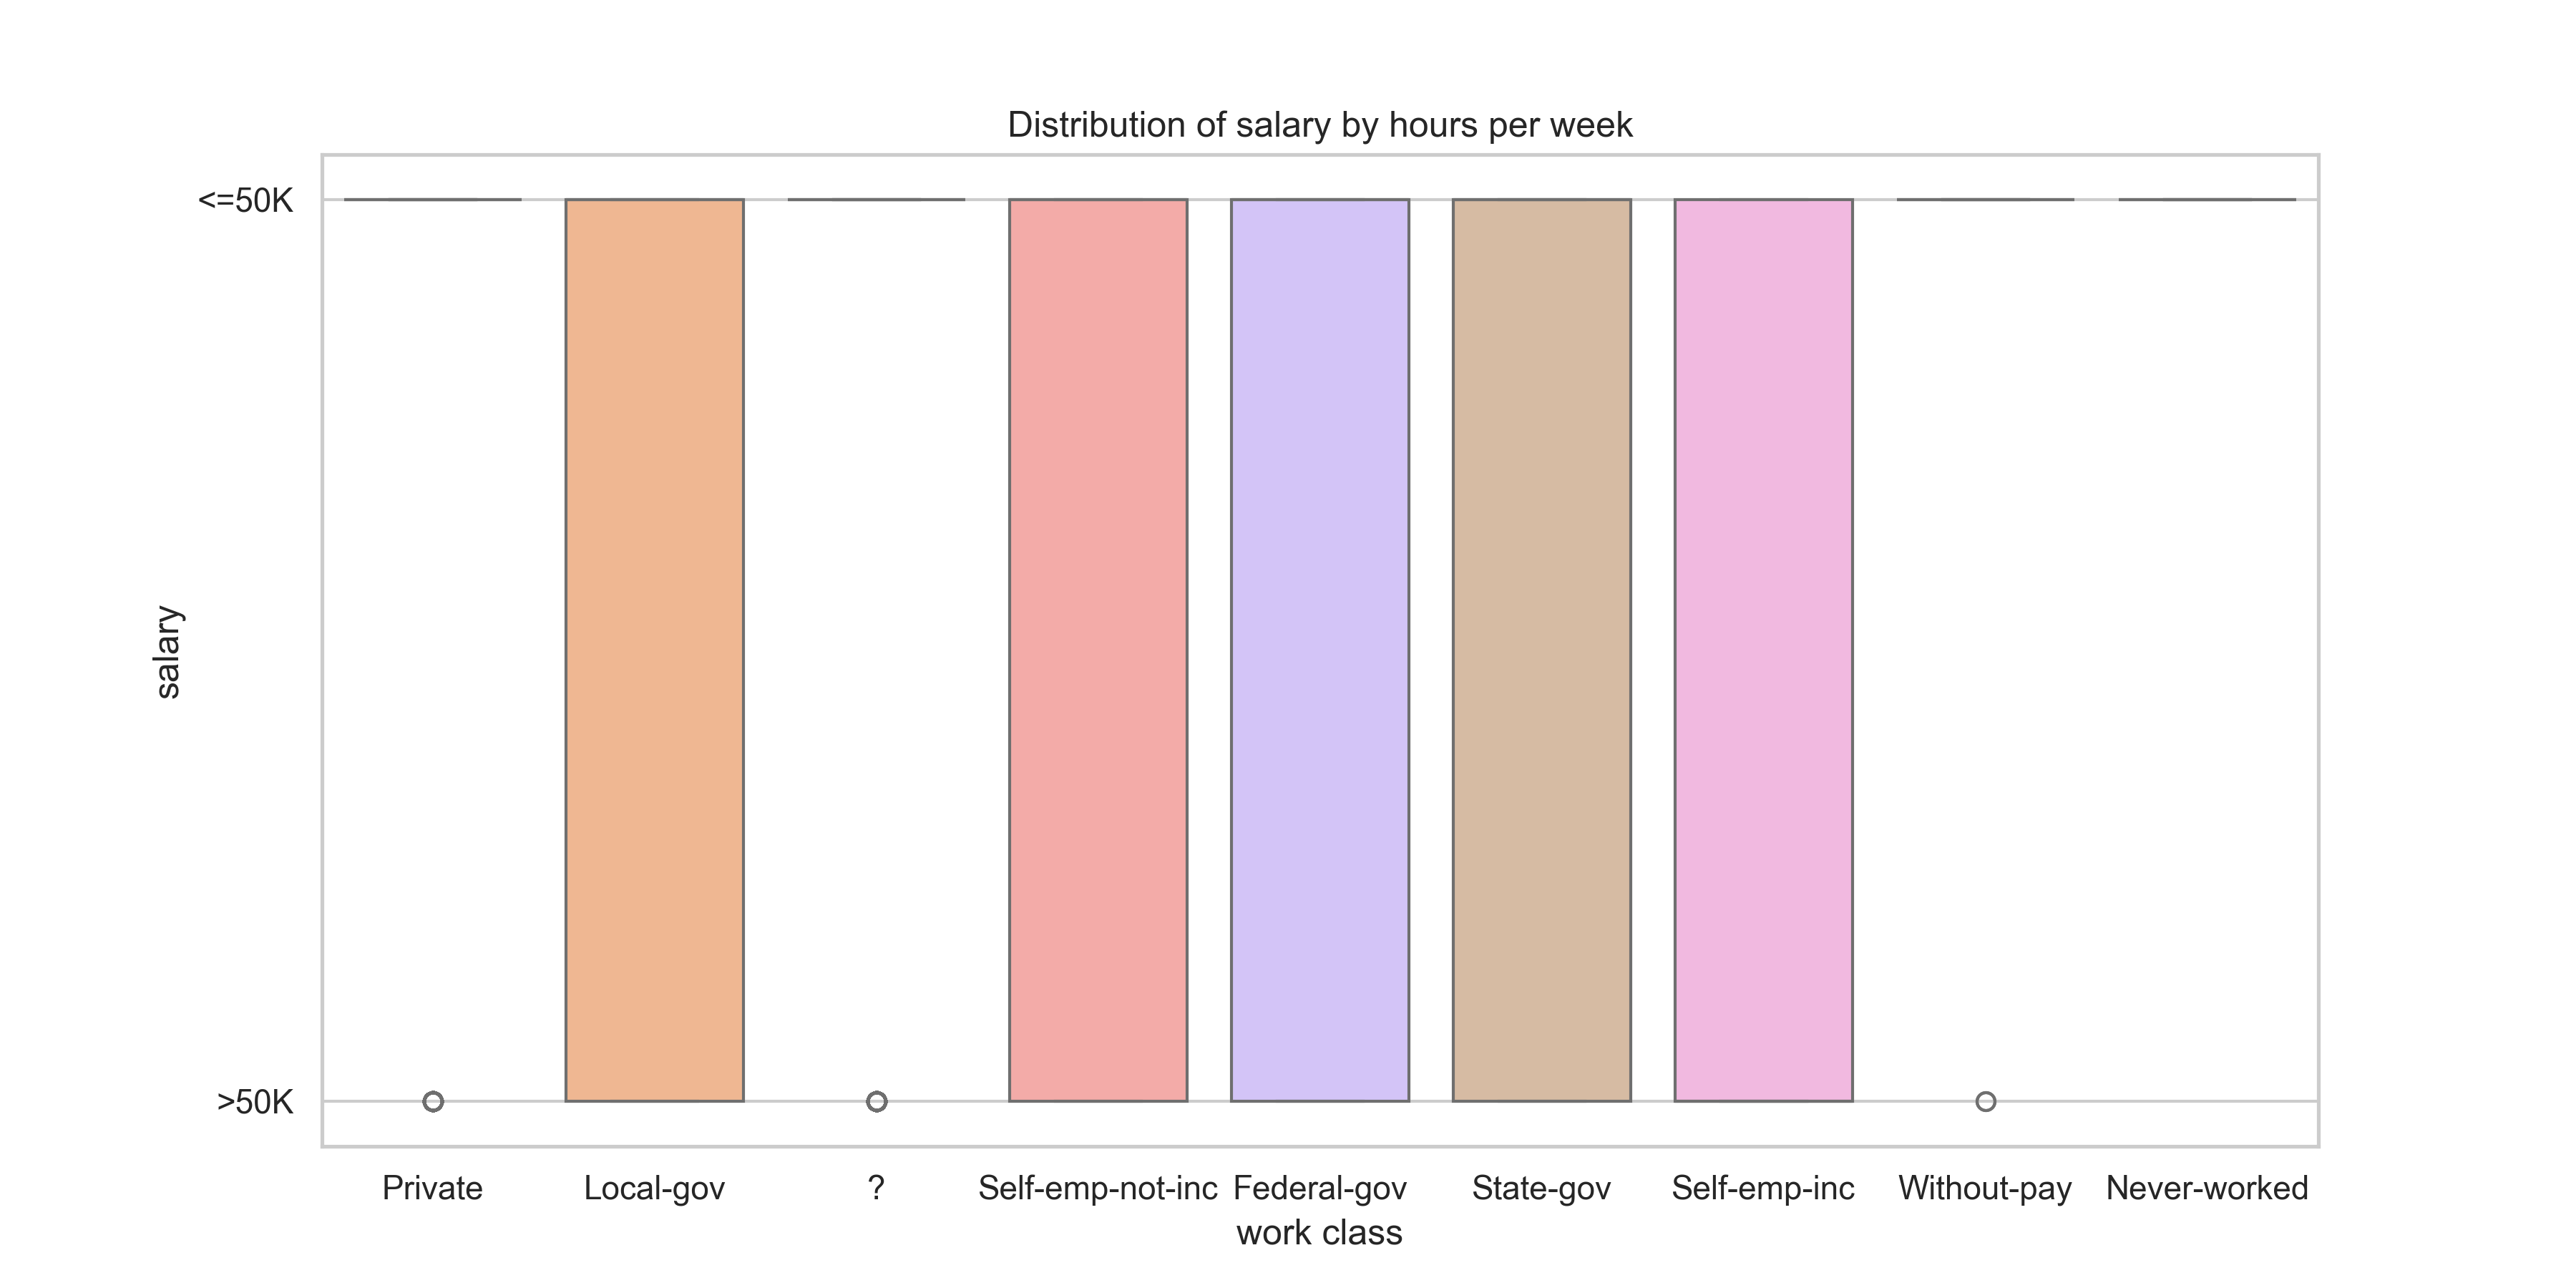 Distribution of salary by hours per week
<=50K
salary
>50K
Private Local-gov ? Self-emp-not-inc Federal-gov State-gov Self-emp-inc Without-pay Never-worked
work class